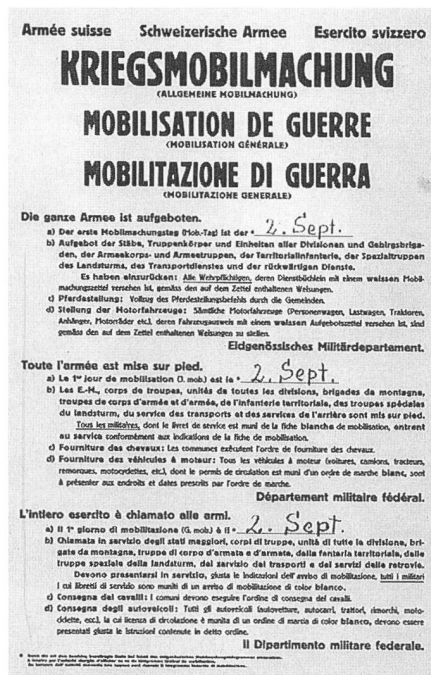 Armée suisse Schweizerische Armee Esercito svizzero
KRIEGSMOBILMACHUNG
(ALLGEMEINE MOBILMACHUNG)
MOBILISATION DE GUERRE
(MOBILISATION GÉNÉRALE)
MOBILITAZIONE DI GUERRA
(MOBILITAZIONE GENERALE)
Die ganze Armee ist aufgeboten.
a) Der erste Mobilmachungstag (Mob.-Tag) ist der * 2. Sept.
b) Aufgebot der Stäbe, Truppenkörper und Einheiten aller Divisionen und Gebirgsbriga-
den, der Armeekorps- und Armeetruppen, der Territorialinfanterie, der Spezialtruppen
des Landsturms, des Transportdienstes und der rückwärtigen Dienste.
Es haben einzurücken: Alle Wehrpflichtigen, deren Dienstbüchlein mit einem weissen Mobil-
machungszettel versehen ist, gemäss den auf dem Zettel enthaltenen Weisungen.
c) Pferdestellung: Vollzug des Pferdestellungsbefehls durch die Gemeinden.
d) Stellung der Motorfahrzeuge: Sämtliche Motorfahrzeuge (Personenwagen, Lastwagen, Traktoren,
Anhänger, Motorräder etc.), deren Fahrzeugausweis mit einem weissen Aufgebotszettel versehen ist, sind
gemäss den auf dem Zettel enthaltenen Weisungen zu stellen.
Eidgenössisches Militärdepartement.
Toute l'armée est mise sur pied.
a) Le 1er jour de mobilisation (J. mob.) est le * 2. Sept.
b) Les E.-M., corps de troupes, unités de toutes les divisions, brigades de montagne,
troupes de corps d'armée et d'armée, de l'infanterie territoriale, des troupes spéciales
du landsturm, du service des transports et des services de l'arrière sont mis sur pied.
Tous les militaires, dont le livret de service est muni de la fiche blanche de mobilisation, entrent
au service conformément aux indications de la fiche de mobilisation.
c) Fourniture des chevaux: Les communes exécutent l'ordre de fourniture des chevaux.
d) Fourniture des véhicules à moteur: Tous les véhicules à moteur (voitures, camions, tracteurs,
remorques, motocyclettes, etc.), dont le permis de circulation est muni d'un ordre de marche blanc, sont
à présenter aux endroits et dates prescrits par l'ordre de marche.
Département militaire fédéral.
L'intiero esercito è chiamato alle armi.
a) Il 1° giorno di mobilitazione (G. mob.) è il * 2. Sept.
b) Chiamata in servizio degli stati maggiori, corpi di truppe, unità di tutte le divisione, bri-
gate da montagna, truppe di corpo d'armata e d'armata, della fanteria territoriale, delle
truppe speziale della landsturm, del servizio dei trasporti e dei servizi delle retrovie.
Devono presentarsi in servizio, giusta le indicazioni dell'avviso di mobilitazione, tutti i militari
i cui libretti di servizio sono muniti di un avviso di mobilitazione di color bianco.
c) Consegna dei cavalli: I comuni devono eseguire l'ordine di consegna dei cavalli.
d) Consegna degli autoveicoli: Tutti gli autoveicoli (autovetture, autocarri, trattori, rimorchi, moto-
ciclette, ecc.), la cui licenza di circolazione è munita di un ordine di marcia di color bianco, devono essere
presentati giusta le istruzioni contenute in detto ordine.
Il Dipartimento militare federale.